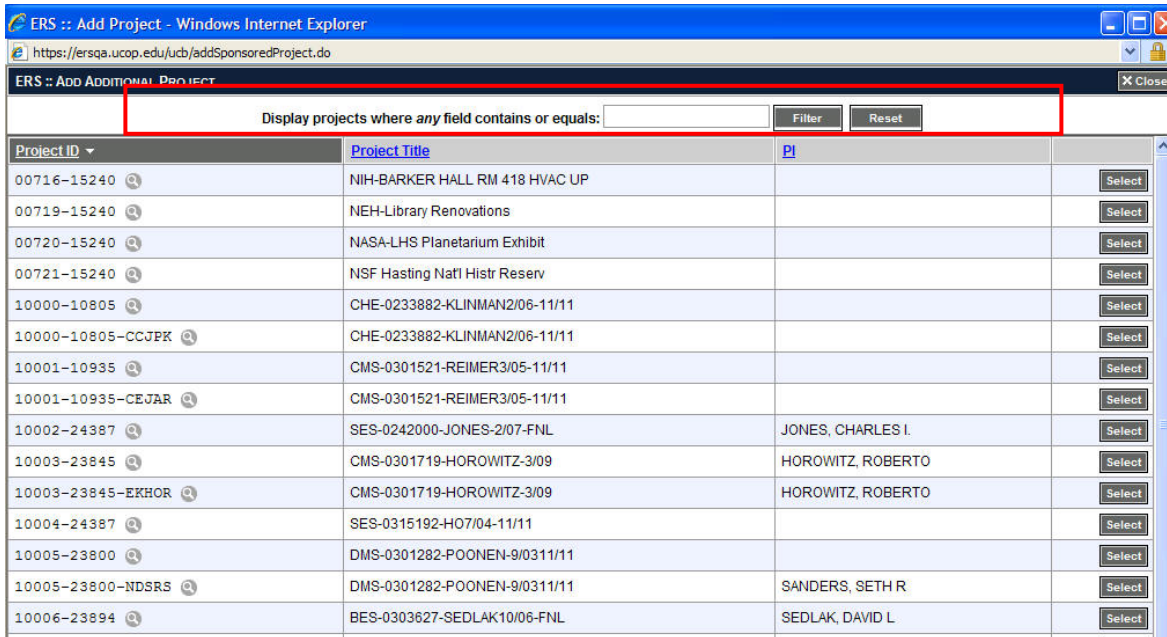 ERS :: Add Project - Windows Internet Explorer
https://ersqa.ucop.edu/ucb/addSponsoredProject.do
ERS :: ADD ADDITIONAL PROJECT X Close
Display projects where any field contains or equals: Filter Reset
Project ID Project Title PI
00716-15240 NIH-BARKER HALL RM 418 HVAC UP Select
00719-15240 NEH-Library Renovations Select
00720-15240 NASA-LHS Planetarium Exhibit Select
00721-15240 NSF Hasting Nat'l Histr Reserv Select
10000-10805 CHE-0233882-KLINMAN2/06-11/11 Select
10000-10805-CCJPK CHE-0233882-KLINMAN2/06-11/11 Select
10001-10935 CMS-0301521-REIMER3/05-11/11 Select
10001-10935-CEJAR CMS-0301521-REIMER3/05-11/11 Select
10002-24387 SES-0242000-JONES-2/07-FNL JONES, CHARLES I. Select
10003-23845 CMS-0301719-HOROWITZ-3/09 HOROWITZ, ROBERTO Select
10003-23845-EKHOR CMS-0301719-HOROWITZ-3/09 HOROWITZ, ROBERTO Select
10004-24387 SES-0315192-HO7/04-11/11 Select
10005-23800 DMS-0301282-POONEN-9/0311/11 Select
10005-23800-NDSRS DMS-0301282-POONEN-9/0311/11 SANDERS, SETH R Select
10006-23894 BES-0303627-SEDLAK10/06-FNL SEDLAK, DAVID L Select